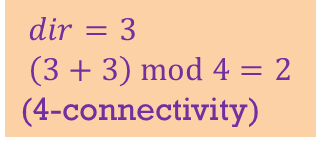 dir = 3
(3 + 3) mod 4 = 2
(4-connectivity)